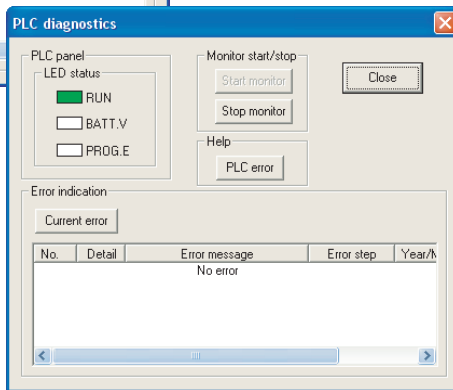 PLC diagnostics
PLC panel
LED status
RUN
BATT.V
PROG.E
Monitor start/stop
Start monitor
Stop monitor
Close
Help
PLC error
Error indication
Current error
No. Detail Error message Error step Year/M
No error